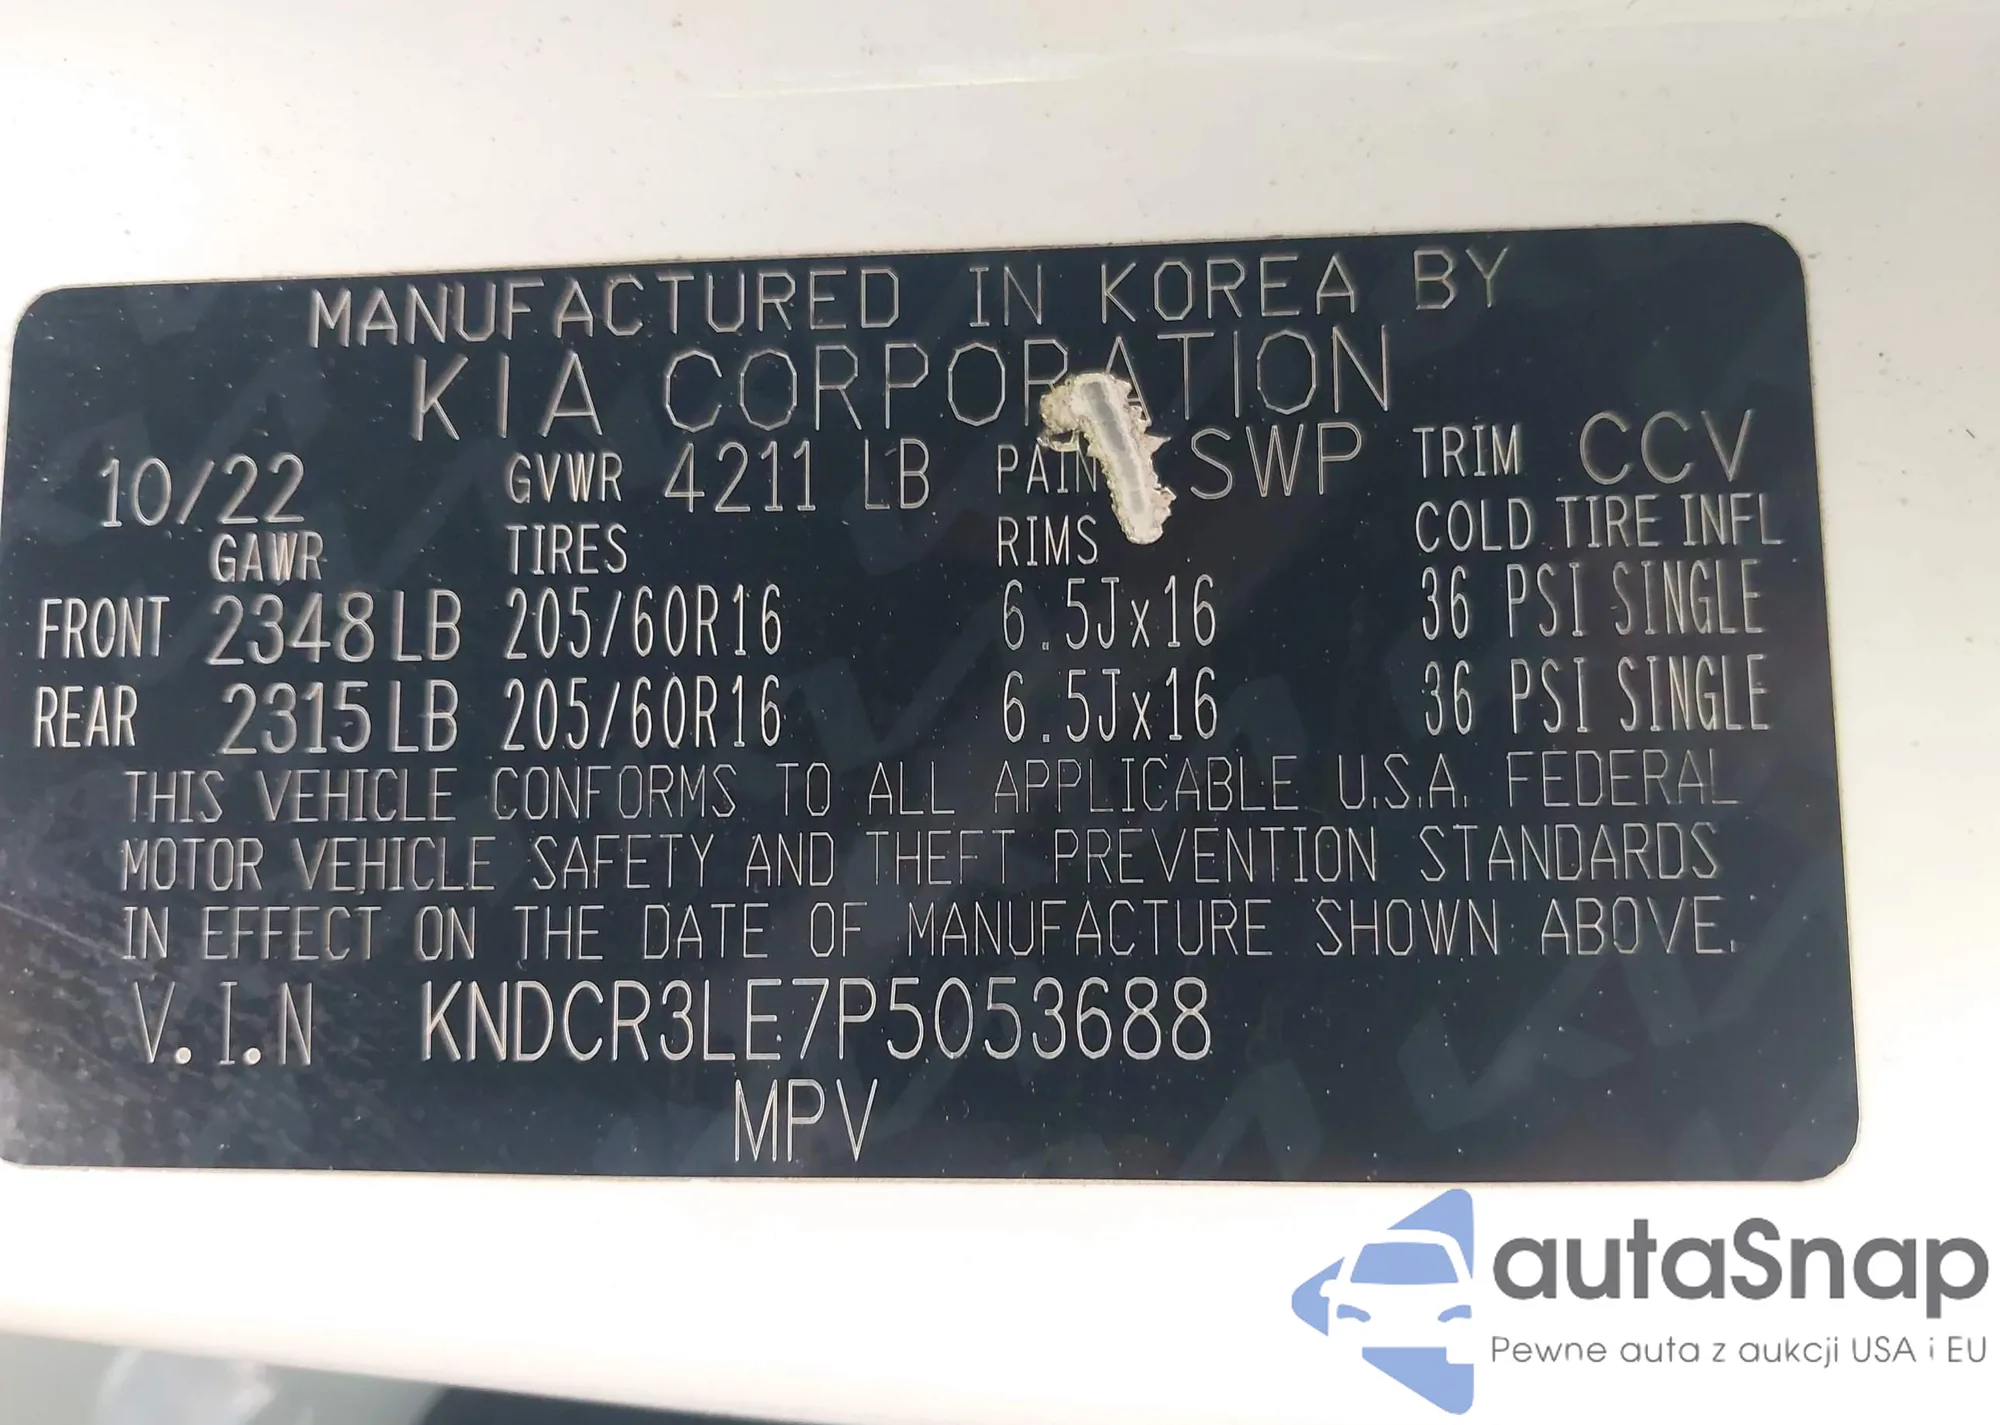 MANUFACTURED IN KOREA BY
KIA CORPORATION
10/22 GVWR 4211 LB PAIN SWP TRIM CCV
GAWR TIRES RIMS COLD TIRE INFL
FRONT 2348 LB 205/60R16 6.5Jx16 36 PSI SINGLE
REAR 2315 LB 205/60R16 6.5Jx16 36 PSI SINGLE
THIS VEHICLE CONFORMS TO ALL APPLICABLE U.S.A. FEDERAL
MOTOR VEHICLE SAFETY AND THEFT PREVENTION STANDARDS
IN EFFECT ON THE DATE OF MANUFACTURE SHOWN ABOVE.
V.I.N KNDCR3LE7P5053688
MPV
autaSnap
Pewne auta z aukcji USA i EU